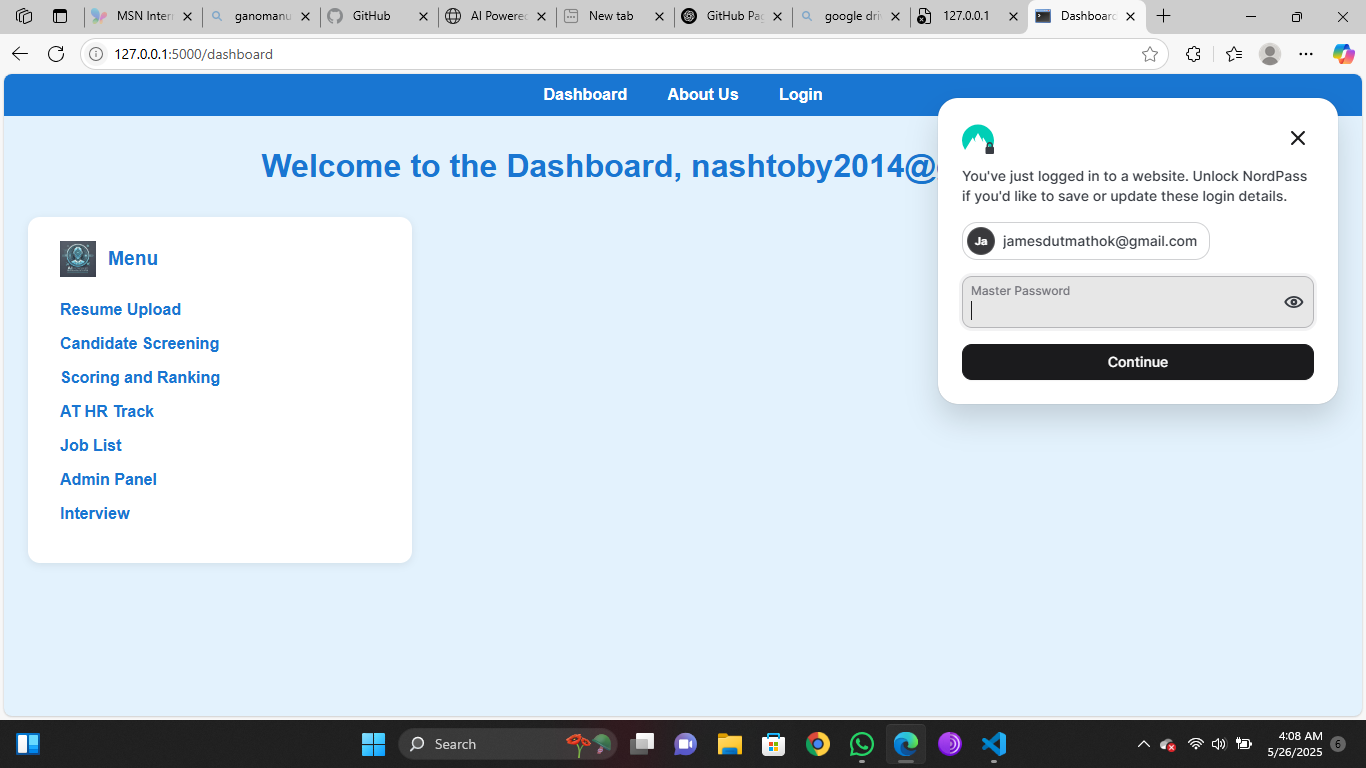 MSN Intern
ganomanu
GitHub
AI Powered
New tab
GitHub Pag
google dri
127.0.0.1
Dashboard
127.0.0.1:5000/dashboard
Dashboard About Us Login
Welcome to the Dashboard, nashtoby2014@
Menu
Resume Upload
Candidate Screening
Scoring and Ranking
AT HR Track
Job List
Admin Panel
Interview
You've just logged in to a website. Unlock NordPass
if you'd like to save or update these login details.
Ja jamesdutmathok@gmail.com
Master Password
Continue
Search
4:08 AM
5/26/2025
6